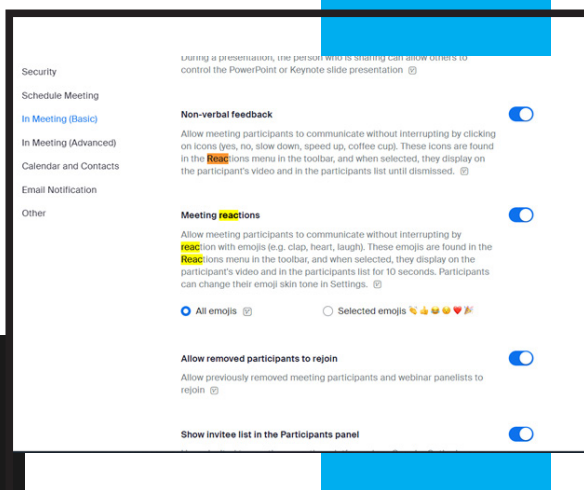 Security
Schedule Meeting
In Meeting (Basic)
In Meeting (Advanced)
Calendar and Contacts
Email Notification
Other
During a presentation, the person who is sharing can allow others to
control the PowerPoint or Keynote slide presentation
Non-verbal feedback
Allow meeting participants to communicate without interrupting by clicking
on icons (yes, no, slow down, speed up, coffee cup). These icons are found
in the Reactions menu in the toolbar, and when selected, they display on
the participant's video and in the participants list until dismissed.
Meeting reactions
Allow meeting participants to communicate without interrupting by
reaction with emojis (e.g. clap, heart, laugh). These emojis are found in the
Reactions menu in the toolbar, and when selected, they display on the
participant's video and in the participants list for 10 seconds. Participants
can change their emoji skin tone in Settings.
All emojis
Selected emojis
Allow removed participants to rejoin
Allow previously removed meeting participants and webinar panelists to
rejoin
Show invitee list in the Participants panel